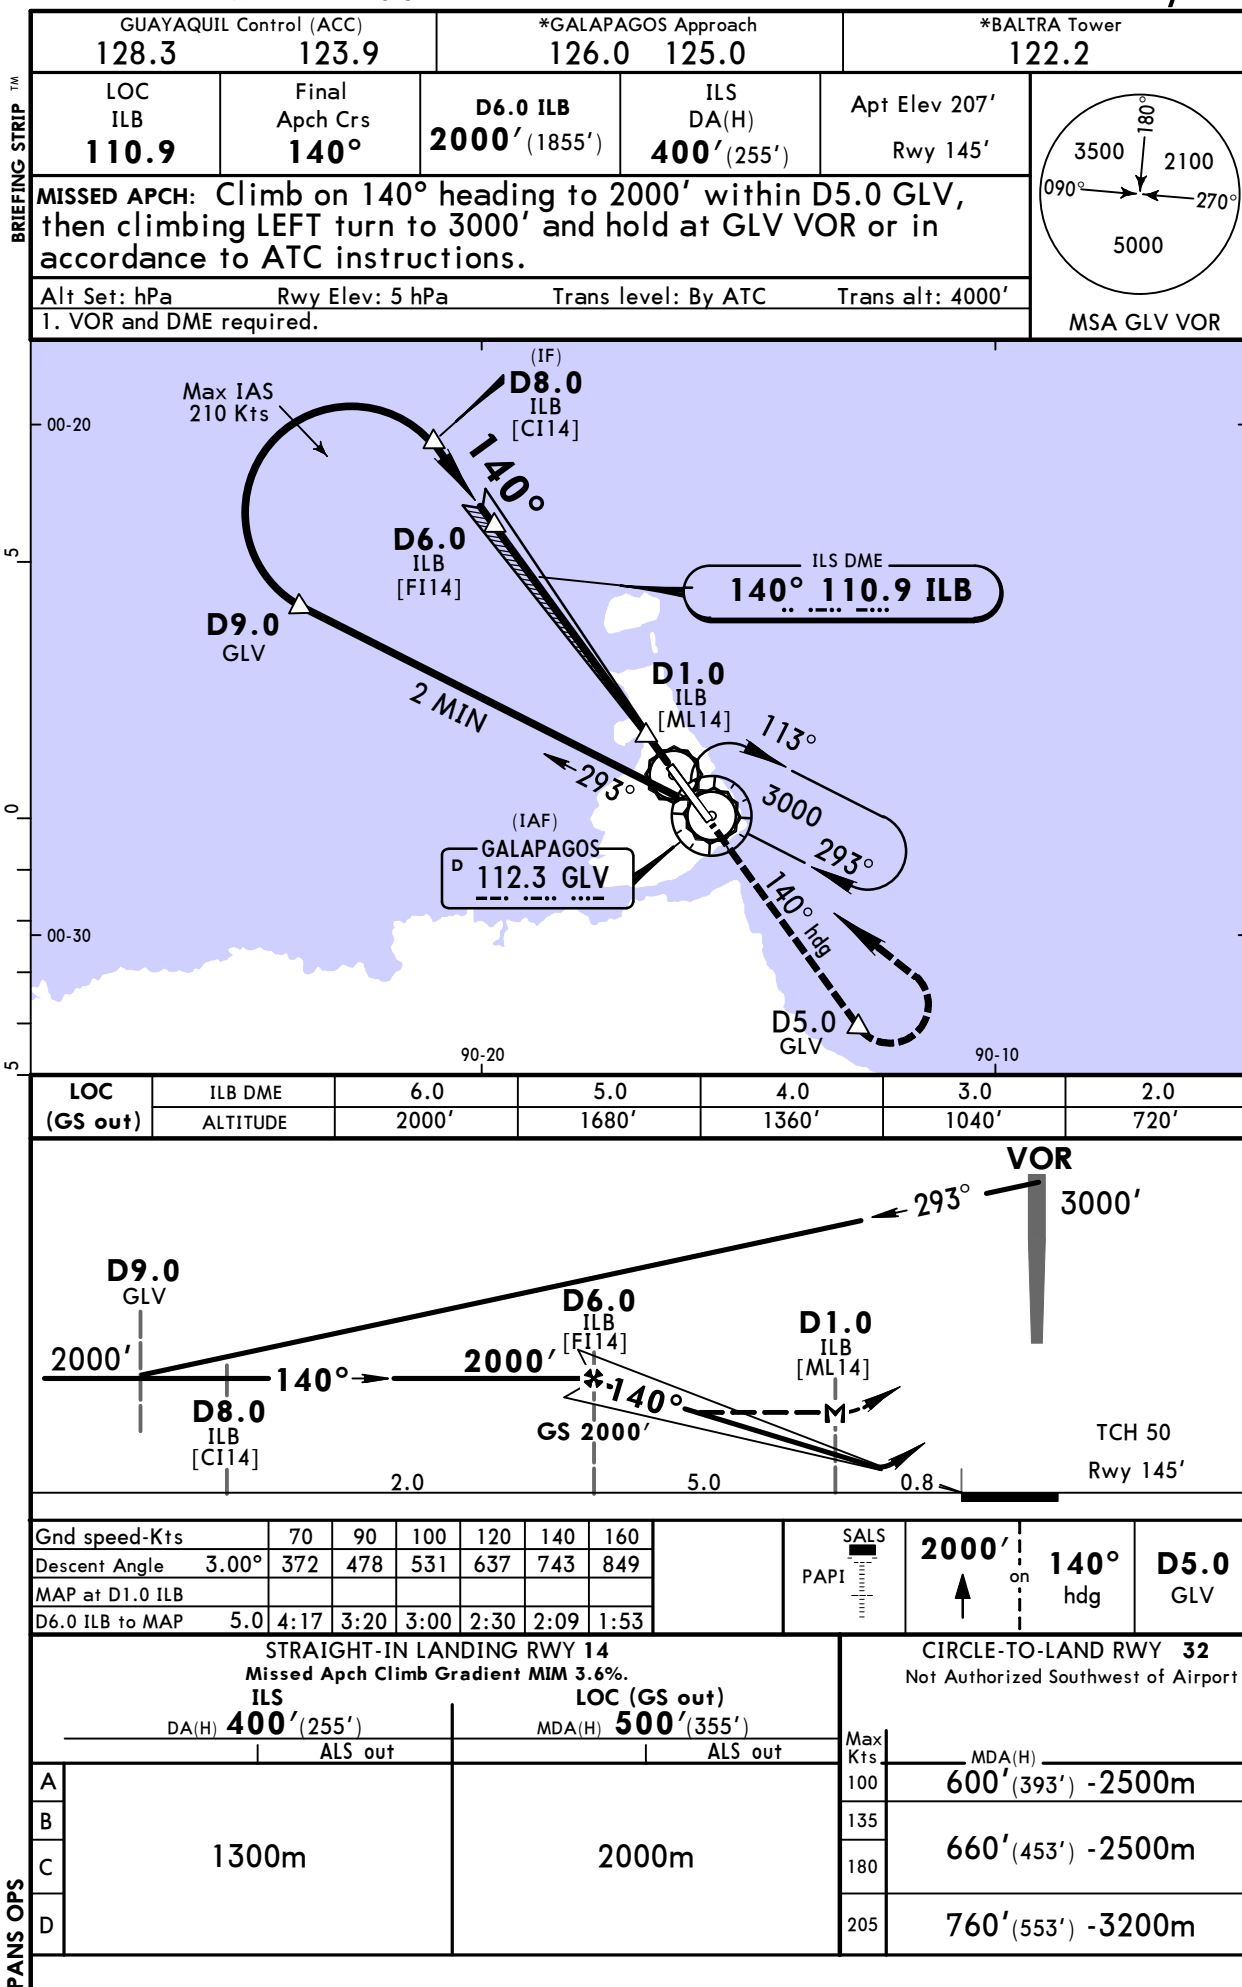 GUAYAQUIL Control (ACC)
128.3 123.9
*GALAPAGOS Approach
126.0 125.0
*BALTRA Tower
122.2
BRIEFING STRIP TM
LOC
ILB
110.9
Final
Apch Crs
140°
D6.0 ILB
2000' (1855')
ILS
DA(H)
400' (255')
Apt Elev 207'
Rwy 145'
MISSED APCH: Climb on 140° heading to 2000' within D5.0 GLV,
then climbing LEFT turn to 3000' and hold at GLV VOR or in
accordance to ATC instructions.
Alt Set: hPa Rwy Elev: 5 hPa Trans level: By ATC Trans alt: 4000'
1. VOR and DME required.
180°
3500
2100
090°
270°
5000
MSA GLV VOR
(IF)
D8.0
ILB
[CI14]
Max IAS
210 Kts
00-20
140°
D6.0
ILB
[FI14]
5
ILS DME
140° 110.9 ILB
D9.0
GLV
D1.0
ILB
[ML14]
2 MIN
113°
293°
3000
0
(IAF)
GALAPAGOS
D 112.3 GLV
293°
140° hdg
00-30
D5.0
GLV
5
90-20
90-10
LOC
(GS out)
ILB DME 6.0 5.0 4.0 3.0 2.0
ALTITUDE 2000' 1680' 1360' 1040' 720'
VOR
293°
3000'
D9.0
GLV
D6.0
ILB
[FI14]
D1.0
ILB
[ML14]
2000'
140°
2000'
140°
M
D8.0
ILB
[CI14]
GS 2000'
TCH 50
Rwy 145'
2.0 5.0 0.8
Gnd speed-Kts 70 90 100 120 140 160
Descent Angle 3.00° 372 478 531 637 743 849
MAP at D1.0 ILB
D6.0 ILB to MAP 5.0 4:17 3:20 3:00 2:30 2:09 1:53
SALS
PAPI
2000'
on
140°
hdg
D5.0
GLV
STRAIGHT-IN LANDING RWY 14
Missed Apch Climb Gradient MIM 3.6%.
ILS
DA(H) 400' (255')
ALS out
LOC (GS out)
MDA(H) 500' (355')
ALS out
CIRCLE-TO-LAND RWY 32
Not Authorized Southwest of Airport
Max
Kts
MDA(H)
A
B
C
D
1300m
2000m
100 600' (393') -2500m
135
180
660' (453') -2500m
205 760' (553') -3200m
PANS OPS